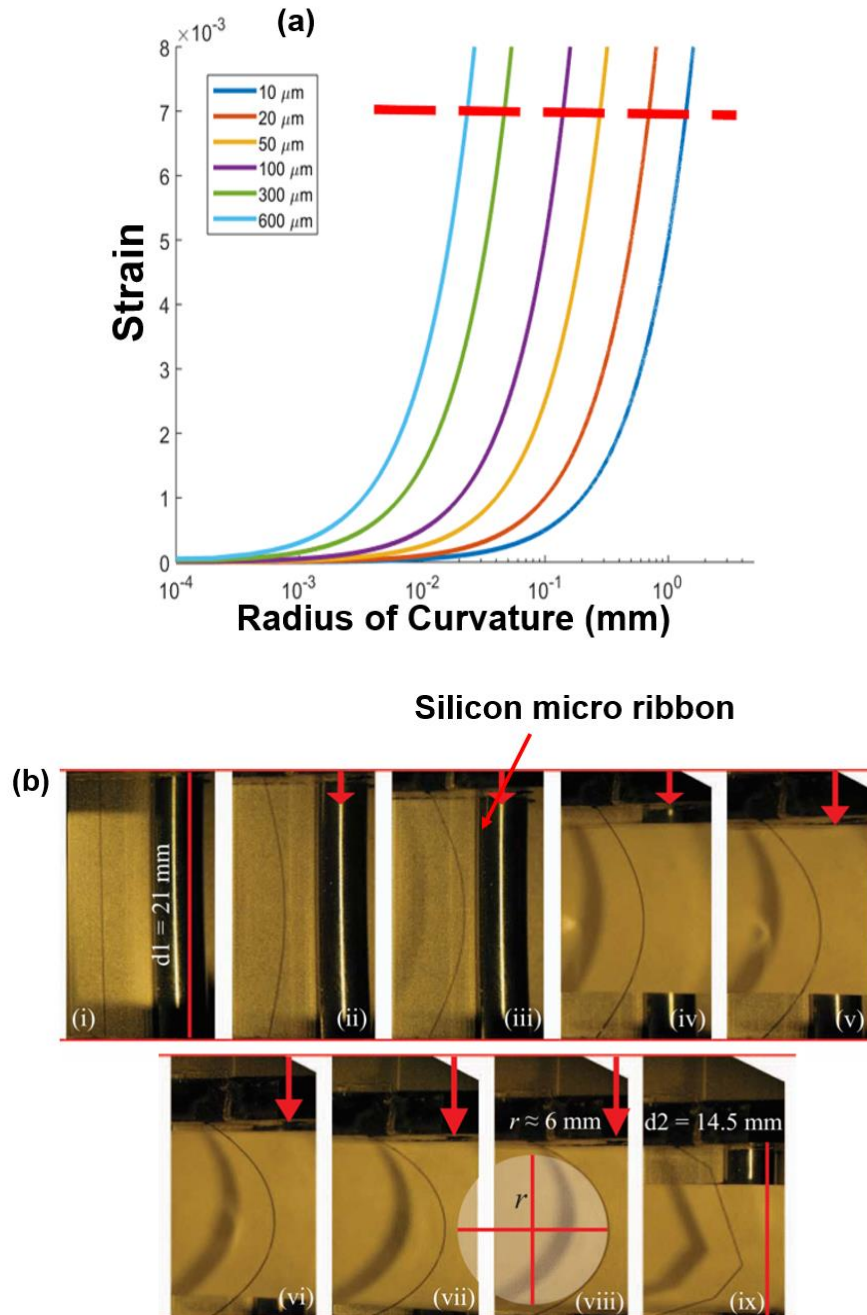 (a)
×10⁻³
8
7
6
5
4
3
2
1
0
10 μm
20 μm
50 μm
100 μm
300 μm
600 μm
Strain
10⁻⁴
10⁻³
10⁻²
10⁻¹
10⁰
Radius of Curvature (mm)
Silicon micro ribbon
(b)
d1 = 21 mm
(i)
(ii)
(iii)
(iv)
(v)
r ≈ 6 mm
d2 = 14.5 mm
r
(vi)
(vii)
(viii)
(ix)